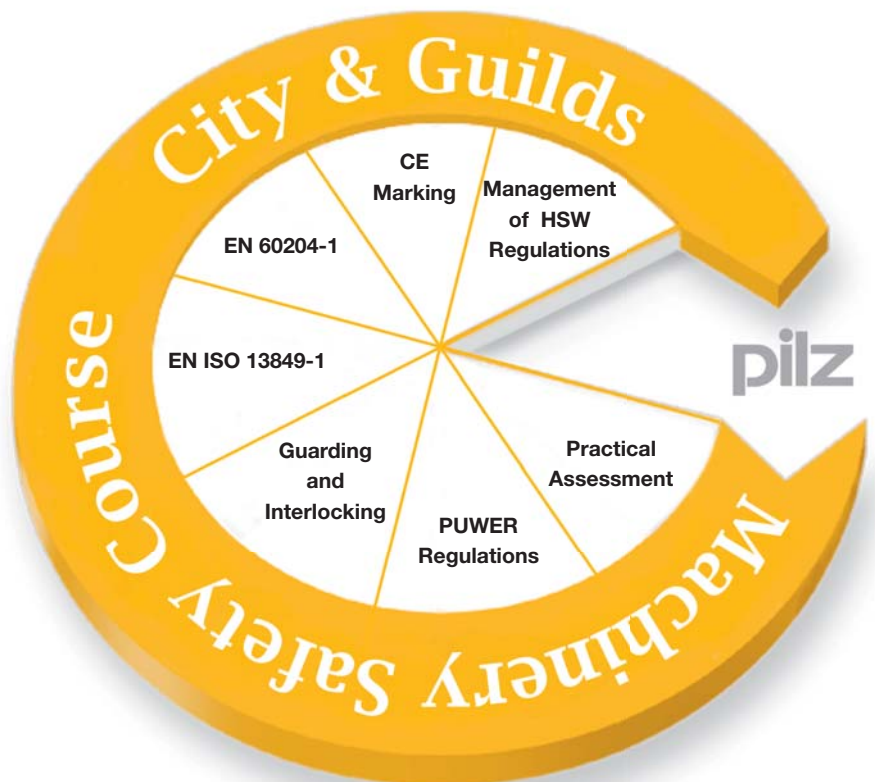 City & Guilds
Machinery Safety Course
CE
Marking
Management
of HSW
Regulations
EN 60204-1
EN ISO 13849-1
Guarding
and
Interlocking
PUWER
Regulations
Practical
Assessment
pilz